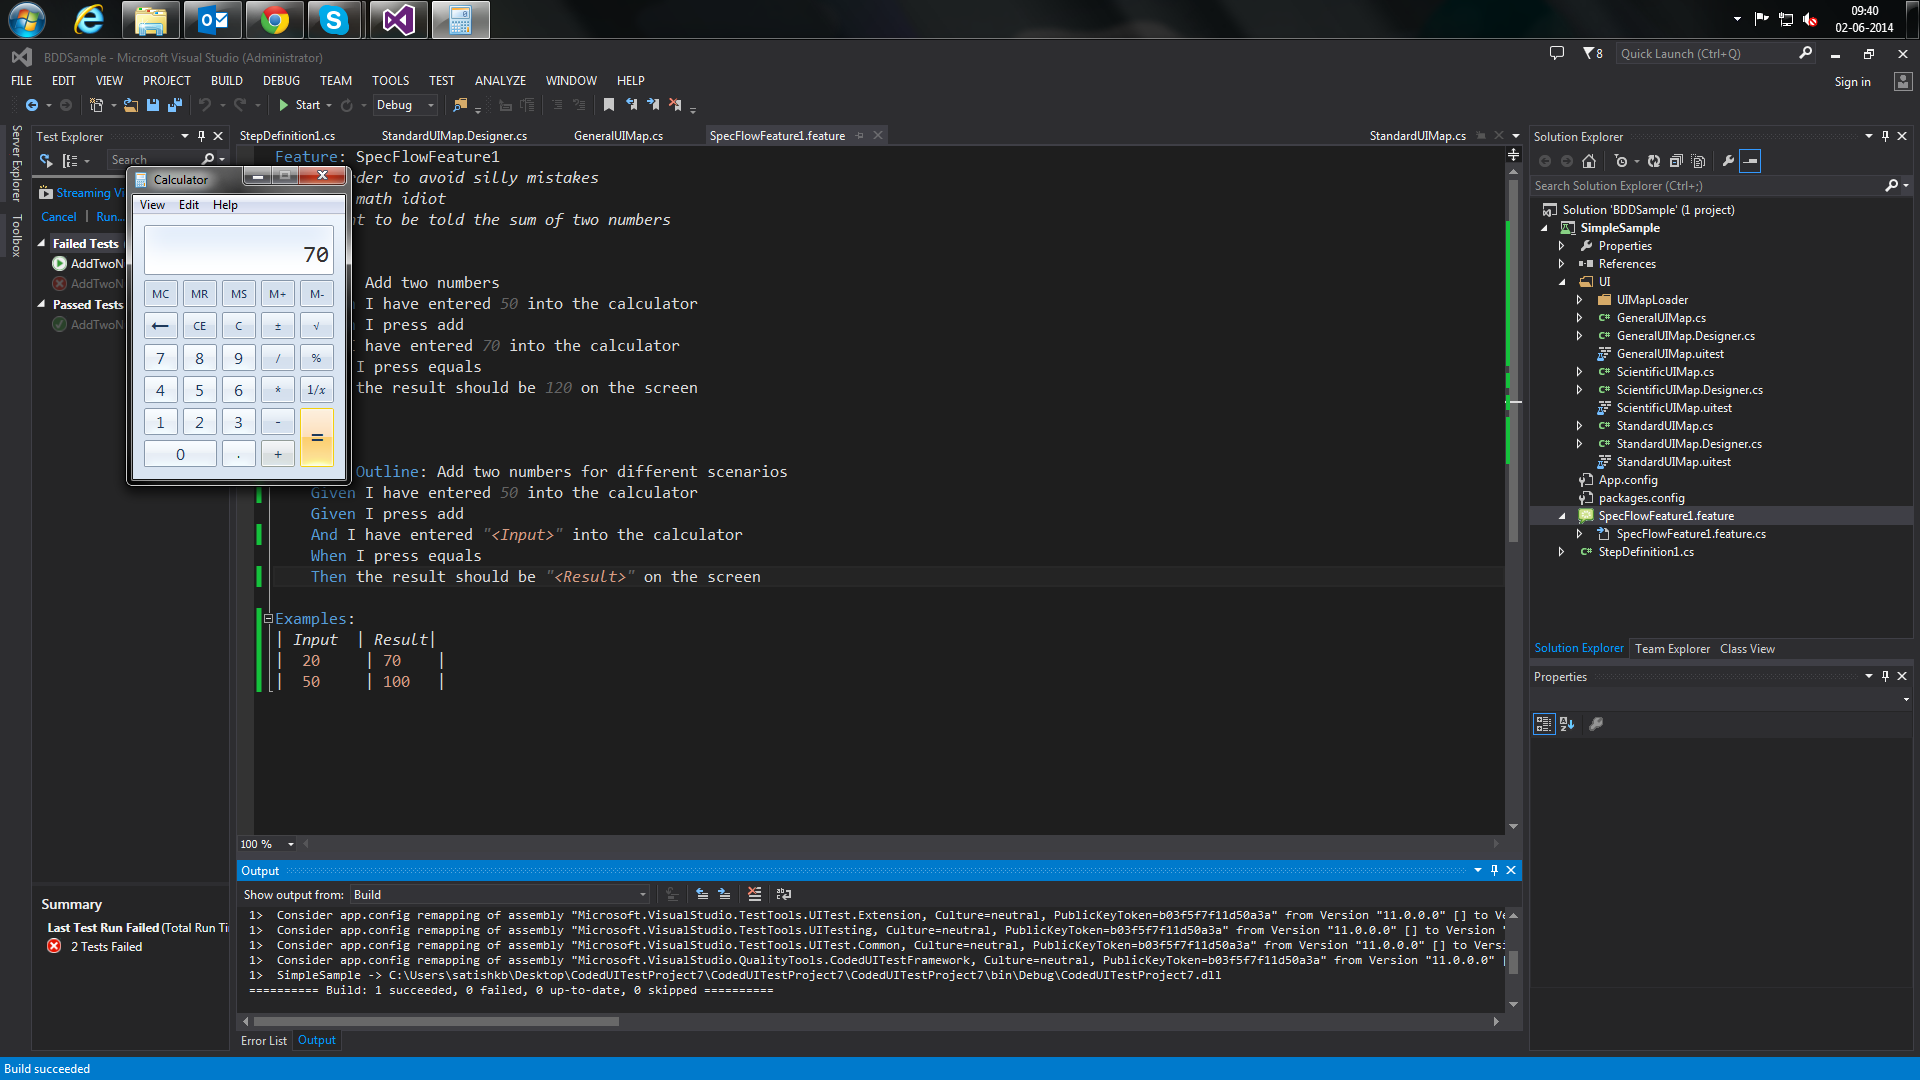 09:40
02-06-2014
BDDSample - Microsoft Visual Studio (Administrator)
8
Quick Launch (Ctrl+Q)
FILE EDIT VIEW PROJECT BUILD DEBUG TEAM TOOLS TEST ANALYZE WINDOW HELP
Sign in
Start
Debug
Server Explorer
Toolbox
Test Explorer
Search
Streaming Vi
Cancel | Run...
Failed Tests
AddTwoN
AddTwoN
Passed Tests
AddTwoN
Summary
Last Test Run Failed (Total Run Ti
2 Tests Failed
Calculator
View Edit Help
70
MC MR MS M+ M-
← CE C ± √
7 8 9 / %
4 5 6 * 1/x
1 2 3 - =
0 . +
StepDefinition1.cs StandardUIMap.Designer.cs GeneralUIMap.cs SpecFlowFeature1.feature StandardUIMap.cs
Feature: SpecFlowFeature1
rder to avoid silly mistakes
math idiot
t to be told the sum of two numbers
Add two numbers
I have entered 50 into the calculator
I press add
I have entered 70 into the calculator
I press equals
the result should be 120 on the screen
Outline: Add two numbers for different scenarios
Given I have entered 50 into the calculator
Given I press add
And I have entered "<Input>" into the calculator
When I press equals
Then the result should be "<Result>" on the screen
Examples:
| Input | Result|
| 20 | 70 |
| 50 | 100 |
100 %
Output
Show output from: Build
1> Consider app.config remapping of assembly "Microsoft.VisualStudio.TestTools.UITest.Extension, Culture=neutral, PublicKeyToken=b03f5f7f11d50a3a" from Version "11.0.0.0" [] to Ve
1> Consider app.config remapping of assembly "Microsoft.VisualStudio.TestTools.UITesting, Culture=neutral, PublicKeyToken=b03f5f7f11d50a3a" from Version "11.0.0.0" [] to Version "
1> Consider app.config remapping of assembly "Microsoft.VisualStudio.TestTools.UITest.Common, Culture=neutral, PublicKeyToken=b03f5f7f11d50a3a" from Version "11.0.0.0" [] to Versi
1> Consider app.config remapping of assembly "Microsoft.VisualStudio.QualityTools.CodedUITestFramework, Culture=neutral, PublicKeyToken=b03f5f7f11d50a3a" from Version "11.0.0.0" [
1> SimpleSample -> C:\Users\satishkb\Desktop\CodedUITestProject7\CodedUITestProject7\CodedUITestProject7\bin\Debug\CodedUITestProject7.dll
========== Build: 1 succeeded, 0 failed, 0 up-to-date, 0 skipped ==========
Error List Output
Solution Explorer
Search Solution Explorer (Ctrl+;)
Solution 'BDDSample' (1 project)
SimpleSample
Properties
References
UI
UIMapLoader
GeneralUIMap.cs
GeneralUIMap.Designer.cs
GeneralUIMap.uitest
ScientificUIMap.cs
ScientificUIMap.Designer.cs
ScientificUIMap.uitest
StandardUIMap.cs
StandardUIMap.Designer.cs
StandardUIMap.uitest
App.config
packages.config
SpecFlowFeature1.feature
SpecFlowFeature1.feature.cs
StepDefinition1.cs
Solution Explorer Team Explorer Class View
Properties
Build succeeded